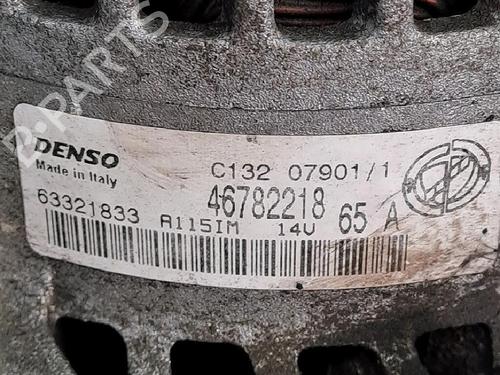 D-PARTS
DENSO
Made in Italy
C132 07901/1
46782218
63321833 A115IM 14V 65 A